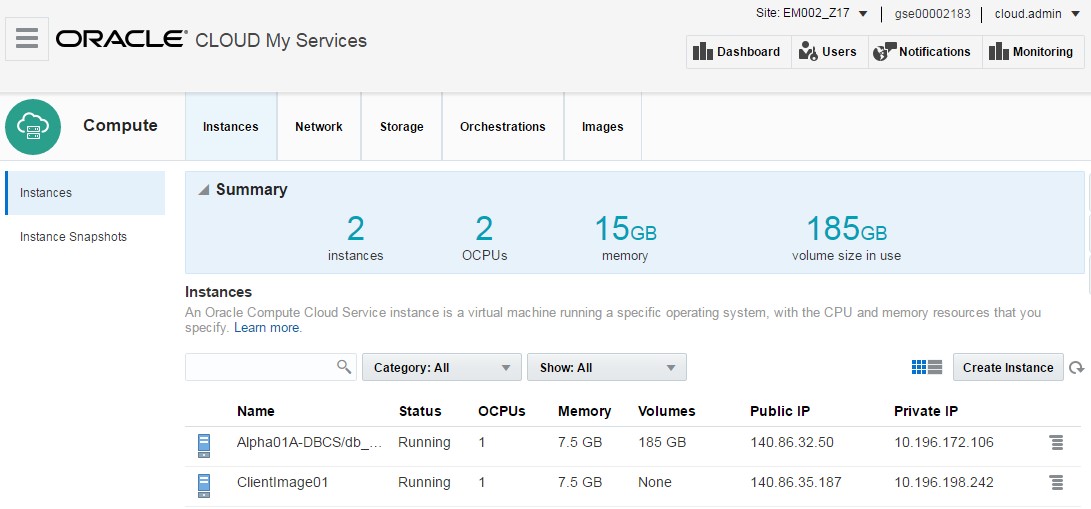 Site: EM002_Z17 gse00002183 cloud.admin
ORACLE CLOUD My Services
Dashboard Users Notifications Monitoring
Compute Instances Network Storage Orchestrations Images
Instances
Instance Snapshots
Summary
2 2 15GB 185GB
instances OCPUs memory volume size in use
Instances
An Oracle Compute Cloud Service instance is a virtual machine running a specific operating system, with the CPU and memory resources that you
specify. Learn more.
Category: All Show: All Create Instance
Name Status OCPUs Memory Volumes Public IP Private IP
Alpha01A-DBCS/db_... Running 1 7.5 GB 185 GB 140.86.32.50 10.196.172.106
ClientImage01 Running 1 7.5 GB None 140.86.35.187 10.196.198.242